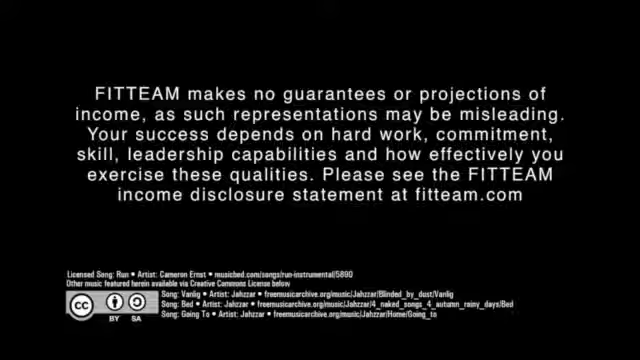 FITTEAM makes no guarantees or projections of
income, as such representations may be misleading.
Your success depends on hard work, commitment,
skill, leadership capabilities and how effectively you
exercise these qualities. Please see the FITTEAM
income disclosure statement at fitteam.com
Licensed Song: Run • Artist: Cameron Ernst • musicbed.com/songs/run-instrumental/5890
Other music featured herein available via Creative Commons License below
Song: Vanlig • Artist: Jahzzar • freemusicarchive.org/music/Jahzzar/Blinded_by_dust/Vanlig
Song: Bed • Artist: Jahzzar • freemusicarchive.org/music/Jahzzar/4_naked_songs_4_autumn_rainy_days/Bed
Song: Going To • Artist: Jahzzar • freemusicarchive.org/music/Jahzzar/Home/Going_to
cc BY SA